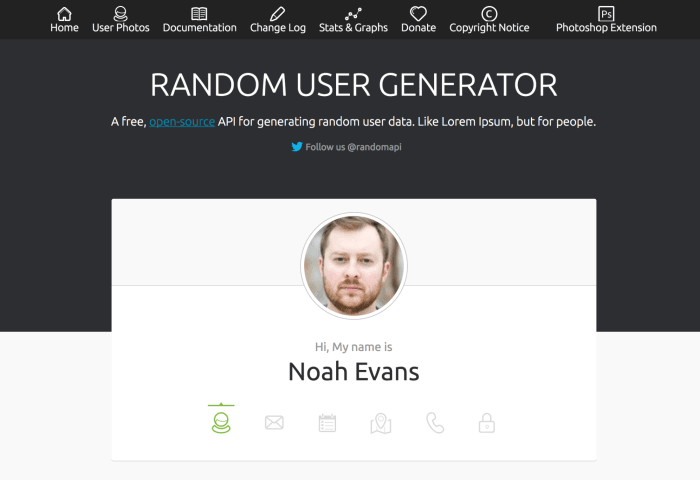 Home User Photos Documentation Change Log Stats & Graphs Donate Copyright Notice Ps Photoshop Extension
RANDOM USER GENERATOR
A free, open-source API for generating random user data. Like Lorem Ipsum, but for people.
Follow us @randomapi
Hi, My name is
Noah Evans